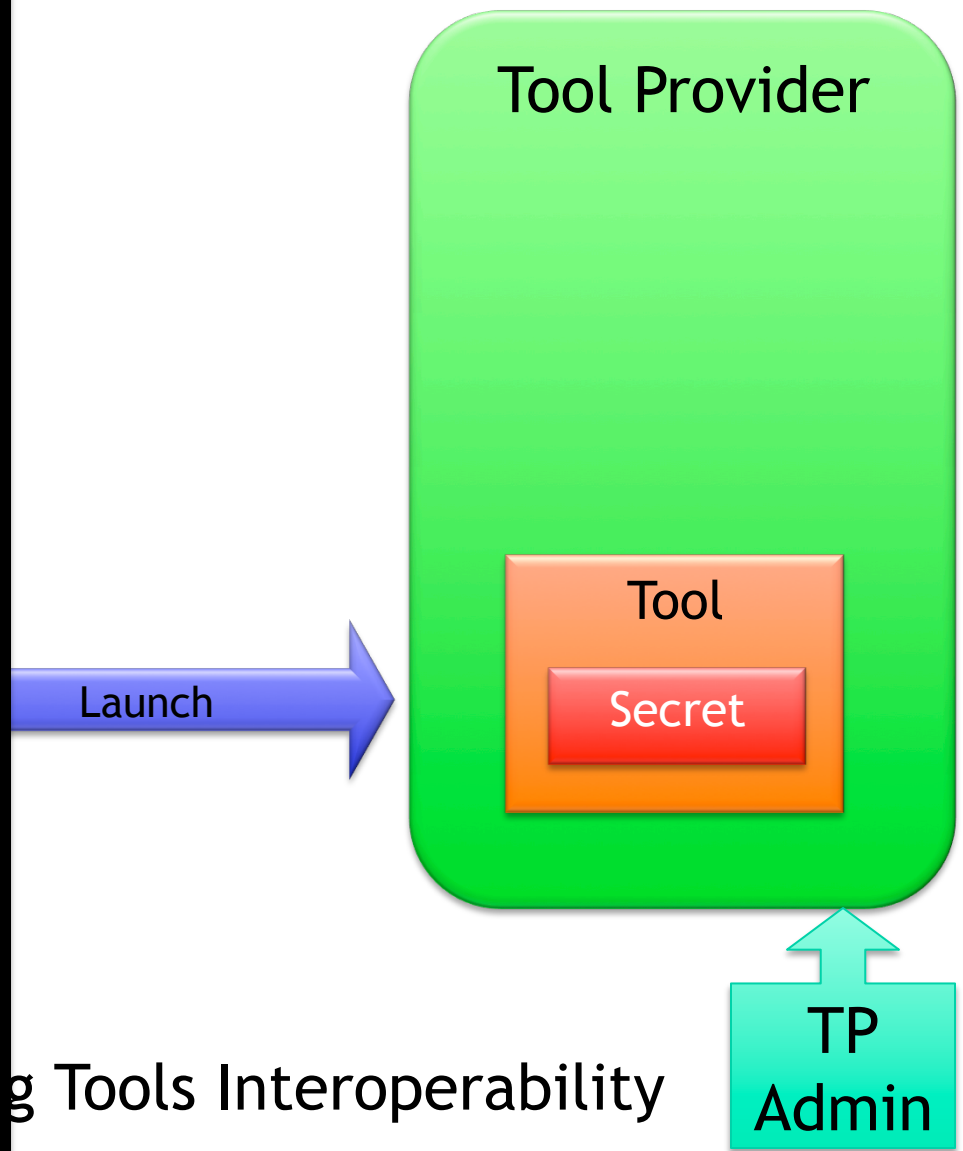 Tool Provider
Tool
Launch
Secret
TP
Admin
g Tools Interoperability